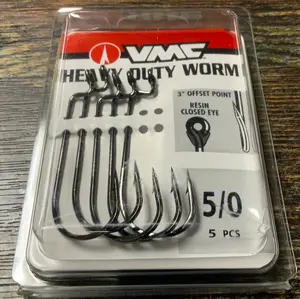 VMC
HEAVY DUTY WORM
3° OFFSET POINT
RESIN
CLOSED EYE
5/0
5 PCS